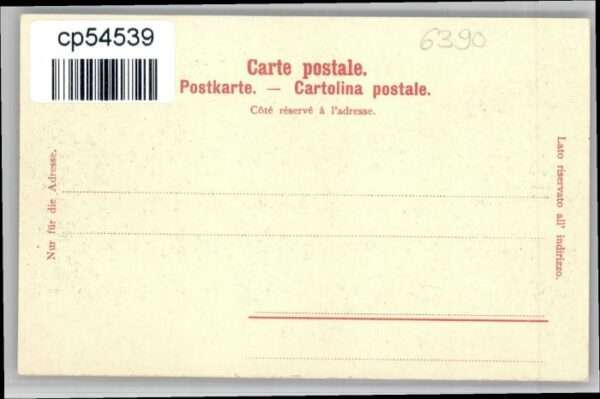 cp54539
6390
Carte postale.
Postkarte. — Cartolina postale.
Côté réservé à l'adresse.
Nur für die Adresse.
Lato riservato all' indirizzo.